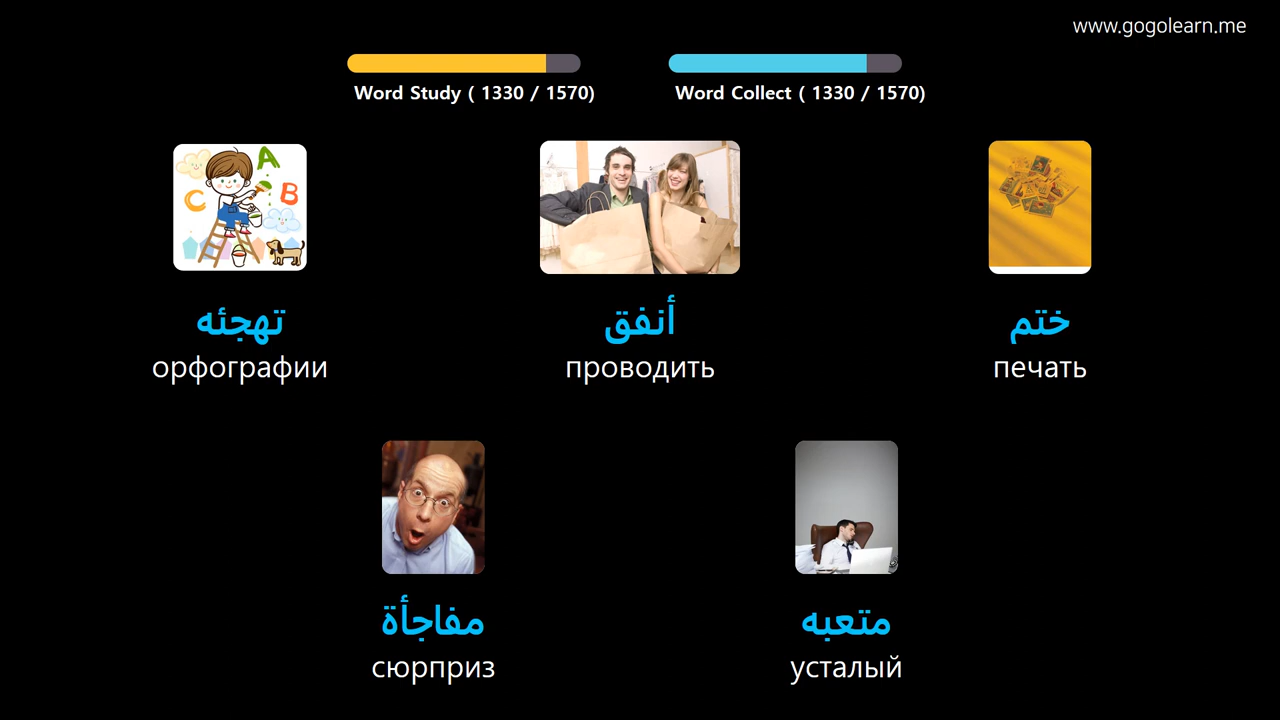 www.gogolearn.me
Word Study ( 1330 / 1570)
Word Collect ( 1330 / 1570)
A
B
C
تهجئه
орфографии
أنفق
проводить
ختم
печать
مفاجأة
сюрприз
متعبه
усталый